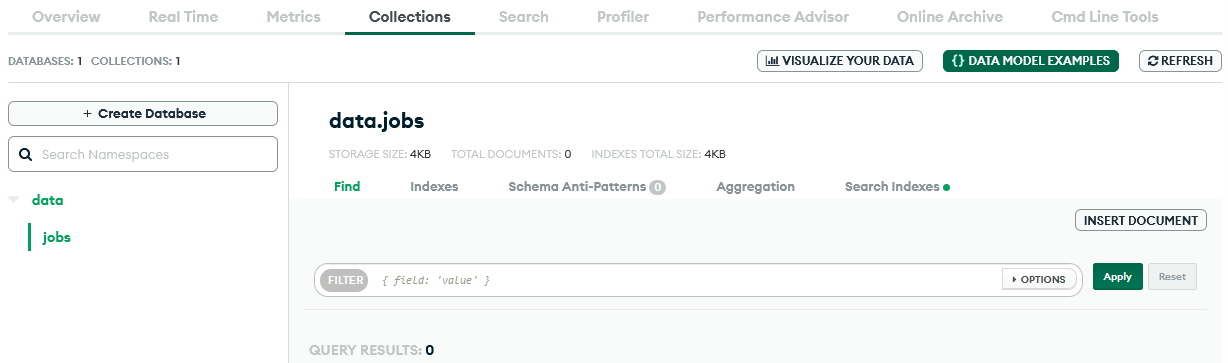 Overview Real Time Metrics Collections Search Profiler Performance Advisor Online Archive Cmd Line Tools
DATABASES: 1 COLLECTIONS: 1
VISUALIZE YOUR DATA {} DATA MODEL EXAMPLES REFRESH
+ Create Database
Search Namespaces
data
jobs
data.jobs
STORAGE SIZE: 4KB TOTAL DOCUMENTS: 0 INDEXES TOTAL SIZE: 4KB
Find Indexes Schema Anti-Patterns 0 Aggregation Search Indexes
INSERT DOCUMENT
FILTER { field: 'value' } OPTIONS Apply Reset
QUERY RESULTS: 0